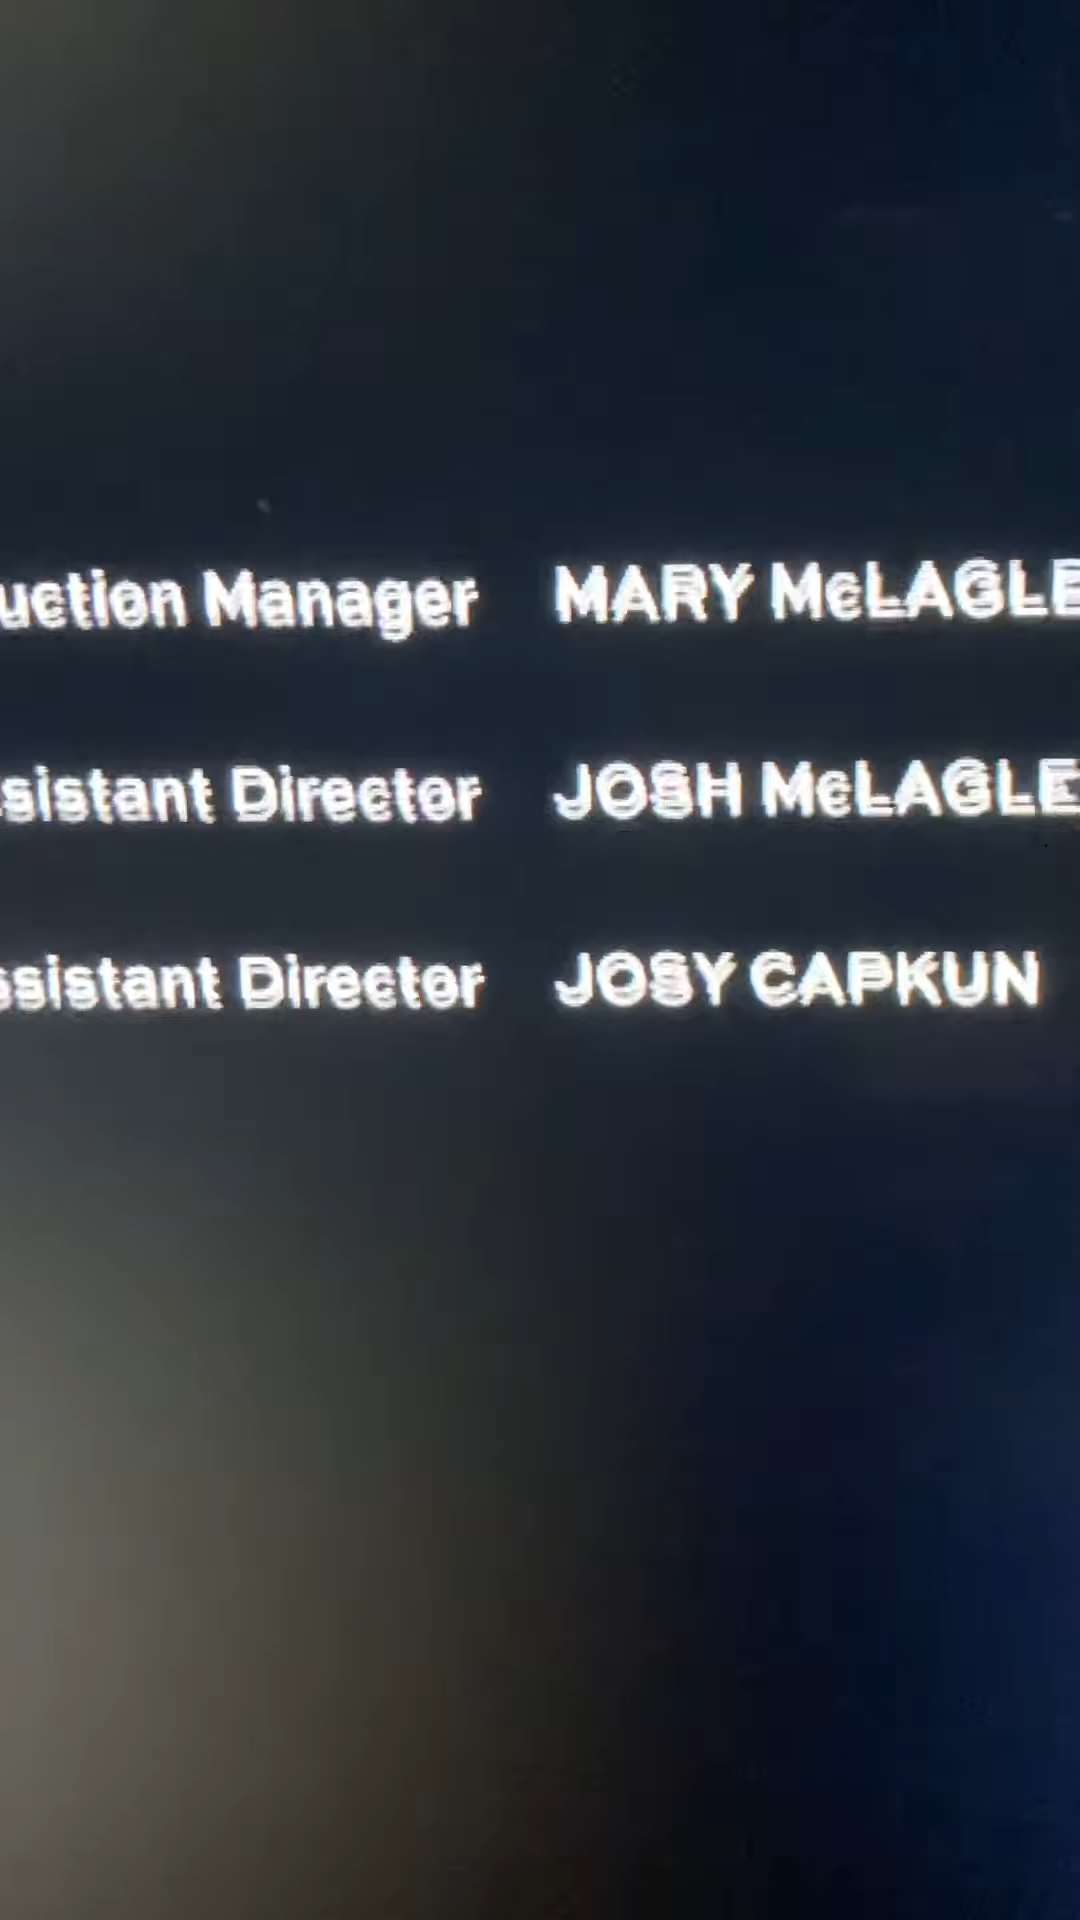 uction Manager MARY McLAGLE
sistant Director JOSH McLAGLE
ssistant Director JOSY CAPKUN